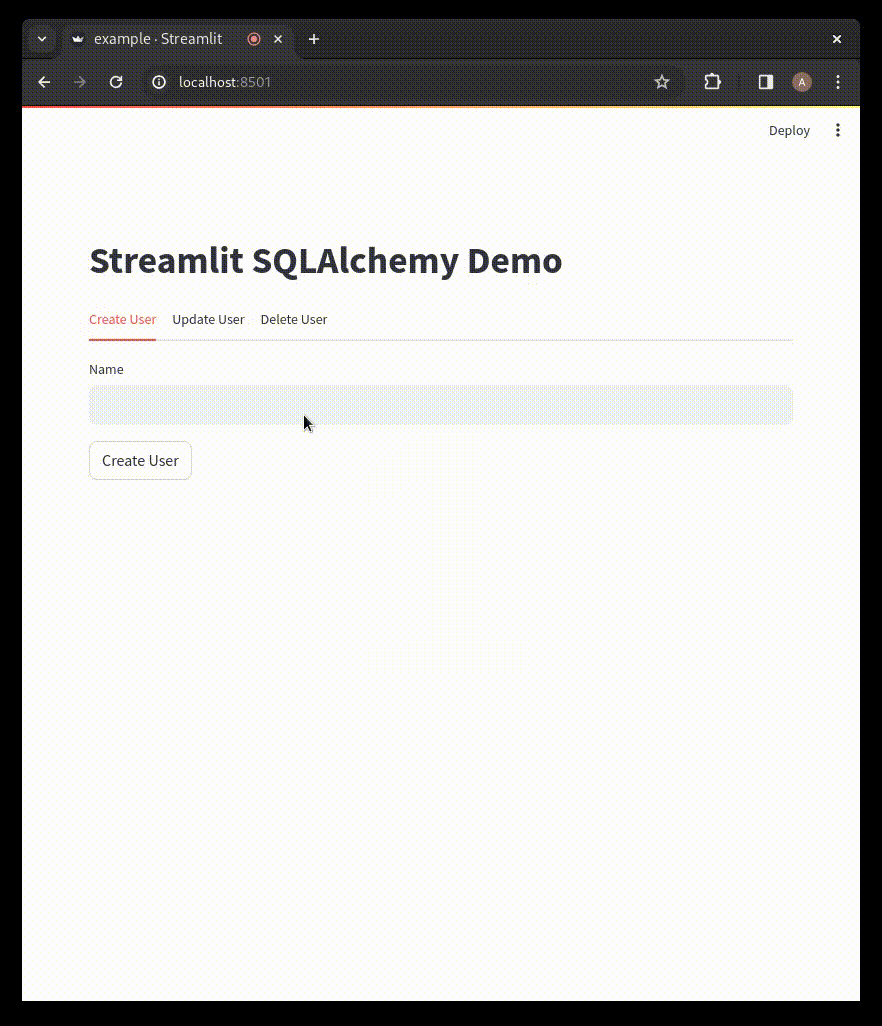 example · Streamlit
localhost:8501
A
Deploy
Streamlit SQLAlchemy Demo
Create User Update User Delete User
Name
Create User